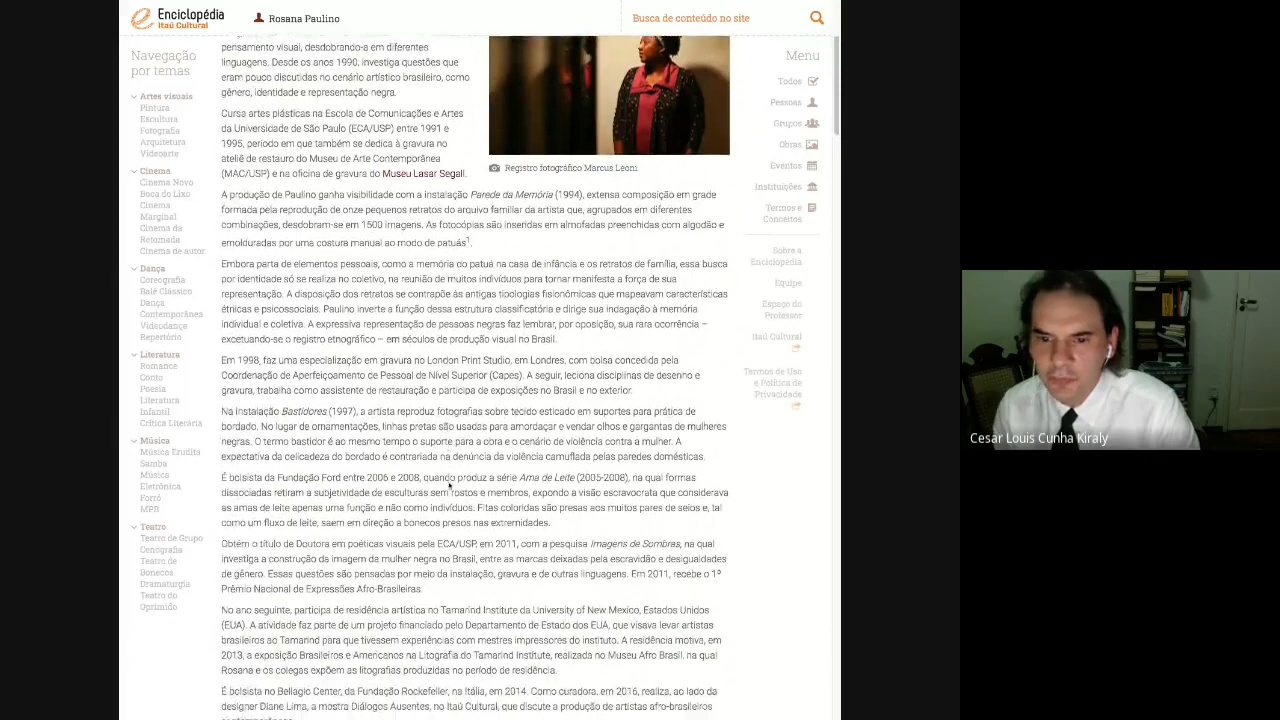 Enciclopédia
Itaú Cultural
Rosana Paulino
Busca de conteúdo no site
Navegação
por temas
Artes visuais
Pintura
Escultura
Fotografia
Arquitetura
Videoarte
Cinema
Cinema Novo
Boca do Lixo
Cinema
Marginal
Cinema da
Retomada
Cinema de autor
Dança
Coreografia
Balé Clássico
Dança
Contemporânea
Videodança
Repertório
Literatura
Romance
Conto
Poesia
Literatura
Infantil
Crítica Literária
Música
Música Erudita
Samba
Música
Eletrônica
Forró
MPB
Teatro
Teatro de Grupo
Cenografia
Teatro de
Bonecos
Dramaturgia
Teatro do
Oprimido
pensamento visual, desdobrando-o em diferentes
linguagens. Desde os anos 1990, investiga questões que
eram pouco discutidas no cenário artístico brasileiro, como
gênero, identidade e representação negra.
Cursa artes plásticas na Escola de Comunicações e Artes
da Universidade de São Paulo (ECA/USP) entre 1991 e
1995, período em que também se dedica à gravura no
ateliê de restauro do Museu de Arte Contemporânea
(MAC/USP) e na oficina de gravura do Museu Lasar Segall.
Registro fotográfico Marcus Leoni
A produção de Paulino ganha visibilidade com a instalação Parede da Memória (1994), extensa composição em grade
formada pela reprodução de onze pequenos retratos do arquivo familiar da artista que, agrupados em diferentes
combinações, desdobram-se em 1500 imagens. As fotocópias são inseridas em almofadas preenchidas com algodão e
emolduradas por uma costura manual ao modo de patuás1.
Embora parta de elementos pessoais, como a memória do patuá na casa de infância e os retratos de família, essa busca
por identidade só se realiza no coletivo, na reunião de muitos indivíduos para tornar manifesta a força de sua
representação. A disposição dos retratos se contrapõe às antigas tipologias fisionômicas que mapeavam características
étnicas e psicossociais. Paulino reverte a função dessa estrutura classificatória e dirige sua indagação à memória
individual e coletiva. A expressiva representação de pessoas negras faz lembrar, por oposição, sua rara ocorrência –
excetuando-se o registro etnográfico – em séculos de produção visual no Brasil.
Em 1998, faz uma especialização em gravura no London Print Studio, em Londres, com bolsa concedida pela
Coordenação de Aperfeiçoamento de Pessoal de Nível Superior (Capes). A seguir, leciona disciplinas de desenho e
gravura, trabalha como assistente de restauração e participa de exposições no Brasil e no exterior.
Na instalação Bastidores (1997), a artista reproduz fotografias sobre tecido esticado em suportes para prática de
bordado. No lugar de ornamentações, linhas pretas são usadas para amordaçar e vendar olhos e gargantas de mulheres
negras. O termo bastidor é ao mesmo tempo o suporte para a obra e o cenário de violência contra a mulher. A
expectativa da delicadeza do bordado é contrariada na denúncia da violência camuflada pelas paredes domésticas.
É bolsista da Fundação Ford entre 2006 e 2008, quando produz a série Ama de Leite (2005-2008), na qual formas
dissociadas retiram a subjetividade de esculturas sem rostos e membros, expondo a visão escravocrata que considerava
as amas de leite apenas uma função e não como indivíduos. Fitas coloridas são presas aos muitos pares de seios e, tal
como um fluxo de leite, saem em direção a bonecos presos nas extremidades.
Obtém o título de Doutora em poéticas visuais pela ECA/USP, em 2011, com a pesquisa Imagens de Sombras, na qual
investiga a construção da imagem da mulher negra no Brasil, entre as marcas deixadas pela escravidão e desigualdades
de gênero. Essas questões são pensadas por meio da instalação, gravura e de outras linguagens. Em 2011, recebe o 1º
Prêmio Nacional de Expressões Afro-Brasileiras.
No ano seguinte, participa de residência artística no Tamarind Institute da University of New Mexico, Estados Unidos
(EUA). A atividade faz parte de um projeto financiado pelo Departamento de Estado dos EUA, que visava levar artistas
brasileiros ao Tamarind para que tivessem experiências com mestres impressores do instituto. A residência motiva, em
2013, a exposição Brasileiros e Americanos na Litografia do Tamarind Institute, realizada no Museu Afro Brasil, na qual
Rosana e os colegas expõem as litografias produzidas no período de residência.
É bolsista no Bellagio Center, da Fundação Rockefeller, na Itália, em 2014. Como curadora, em 2016, realiza, ao lado da
designer Diane Lima, a mostra Diálogos Ausentes, no Itaú Cultural, que discute a produção de artistas afro-brasileiros
Menu
Todos
Pessoas
Grupos
Obras
Eventos
Instituições
Termos e
Conceitos
Sobre a
Enciclopédia
Equipe
Espaço do
Professor
Itaú Cultural
Termos de Uso
e Política de
Privacidade
Cesar Louis Cunha Kiraly